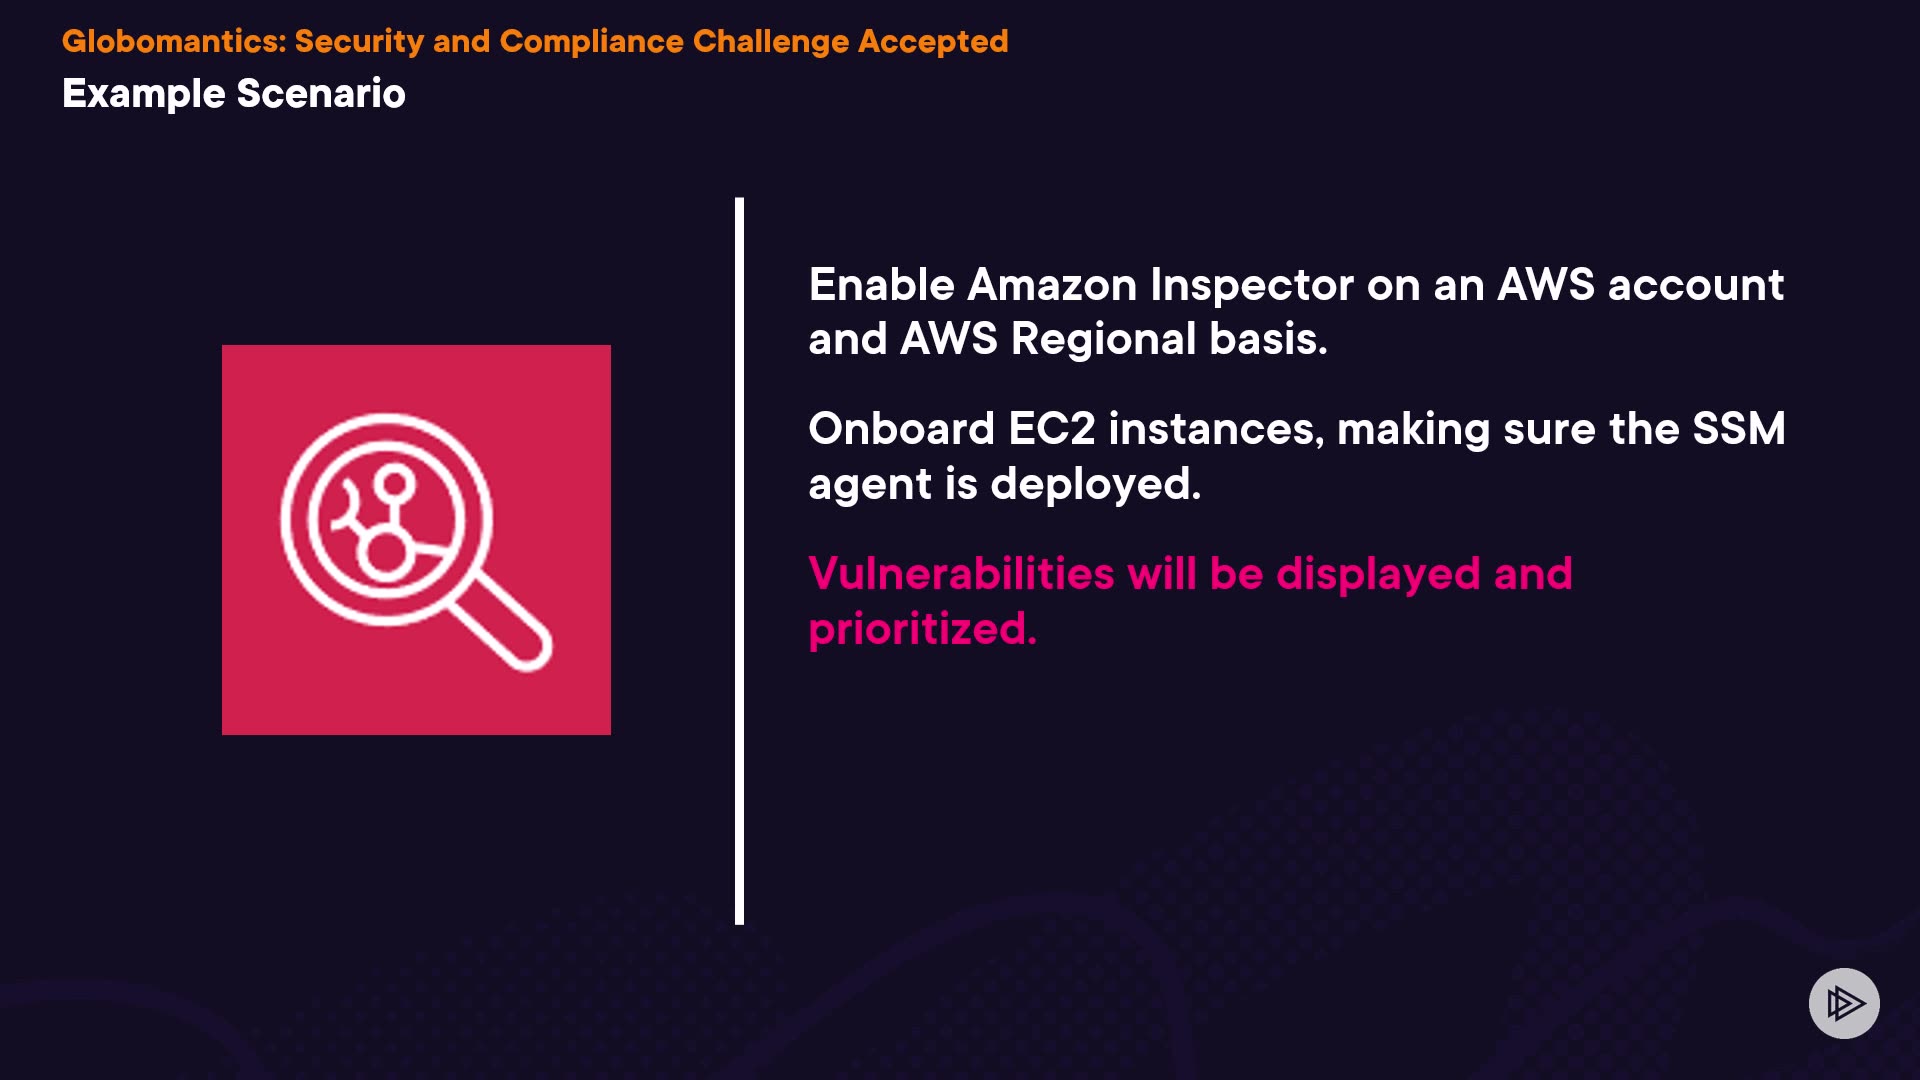 Globomantics: Security and Compliance Challenge Accepted
Example Scenario
Enable Amazon Inspector on an AWS account
and AWS Regional basis.
Onboard EC2 instances, making sure the SSM
agent is deployed.
Vulnerabilities will be displayed and
prioritized.